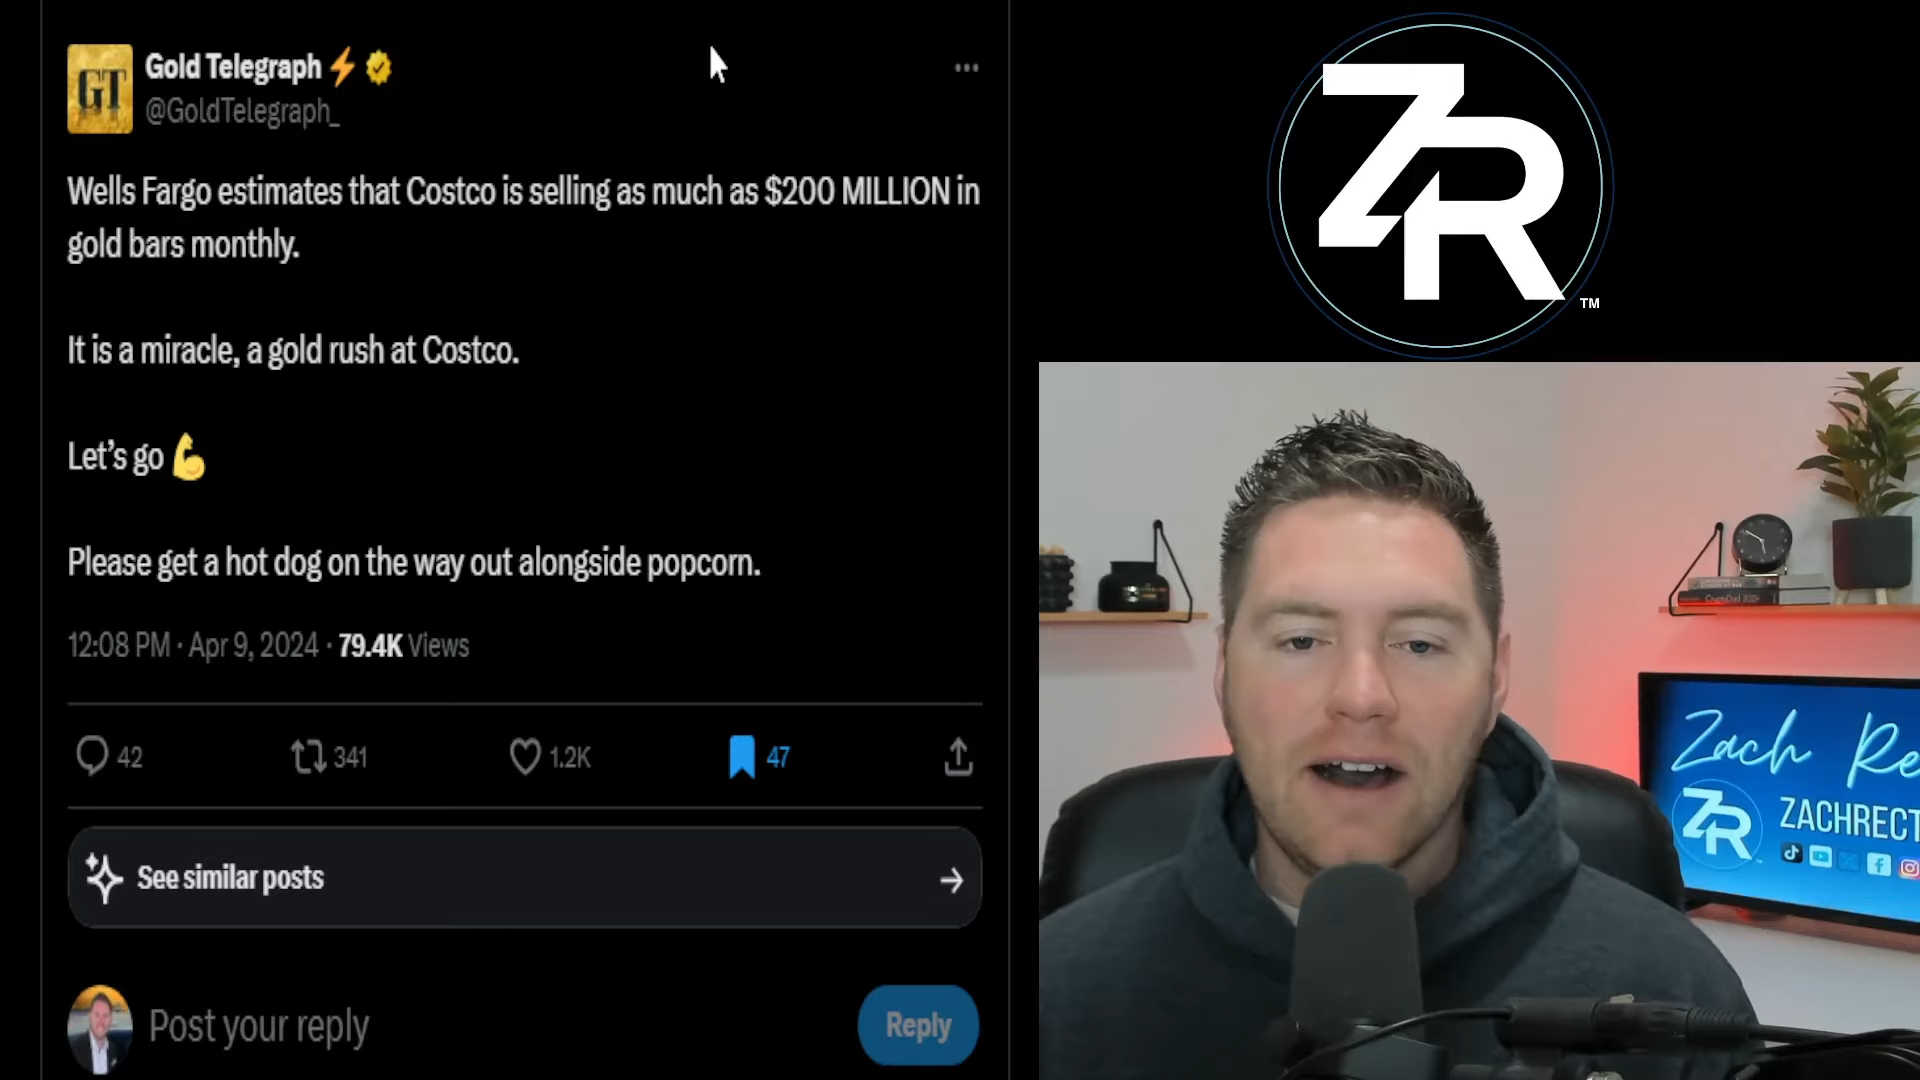 Gold Telegraph ⚡
@GoldTelegraph_
Wells Fargo estimates that Costco is selling as much as $200 MILLION in
gold bars monthly.
It is a miracle, a gold rush at Costco.
Let's go 💪
Please get a hot dog on the way out alongside popcorn.
12:08 PM · Apr 9, 2024 · 79.4K Views
42 341 1.2K 47
See similar posts
Post your reply
Reply
GT
ZR
TM
Zach Re
ZR
ZACHRECT